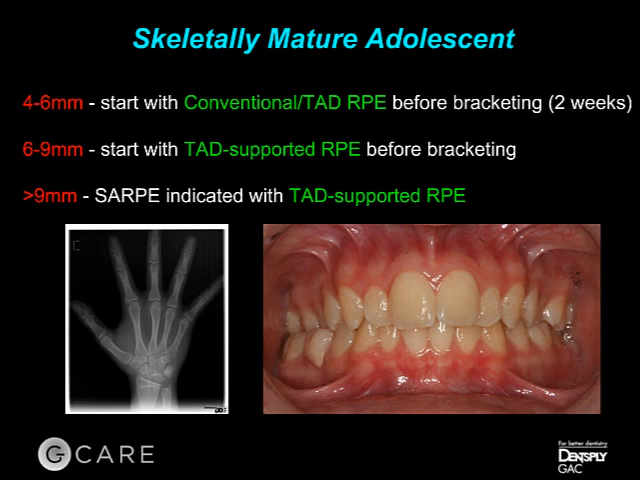 Skeletally Mature Adolescent
4-6mm - start with Conventional/TAD RPE before bracketing (2 weeks)
6-9mm - start with TAD-supported RPE before bracketing
>9mm - SARPE indicated with TAD-supported RPE
G CARE
For better dentistry
DENTSPLY
GAC